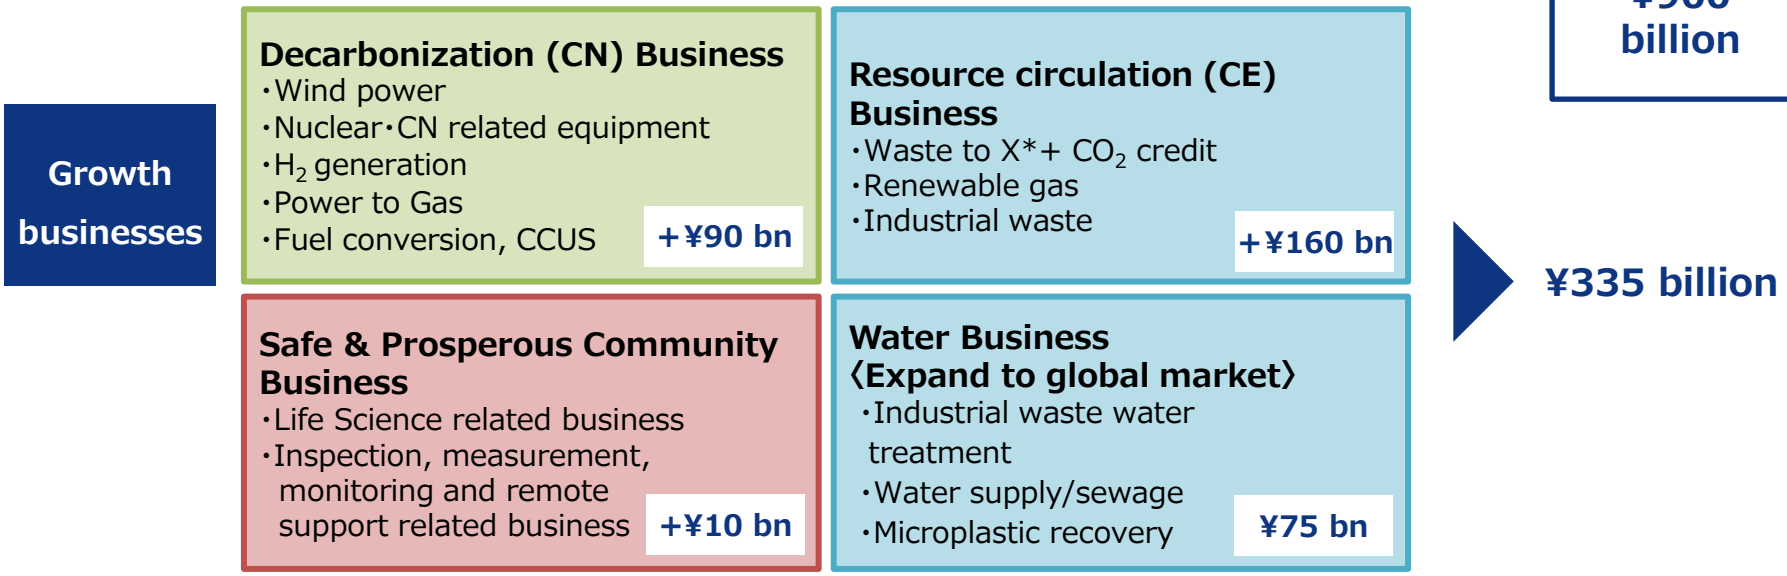 billion
Growth
businesses
Decarbonization (CN) Business
・Wind power
・Nuclear・CN related equipment
・H₂ generation
・Power to Gas
・Fuel conversion, CCUS
+¥90 bn
Resource circulation (CE)
Business
・Waste to X*+ CO₂ credit
・Renewable gas
・Industrial waste
+¥160 bn
Safe & Prosperous Community
Business
・Life Science related business
・Inspection, measurement,
monitoring and remote
support related business
+¥10 bn
Water Business
〈Expand to global market〉
・Industrial waste water
treatment
・Water supply/sewage
・Microplastic recovery
¥75 bn
¥335 billion